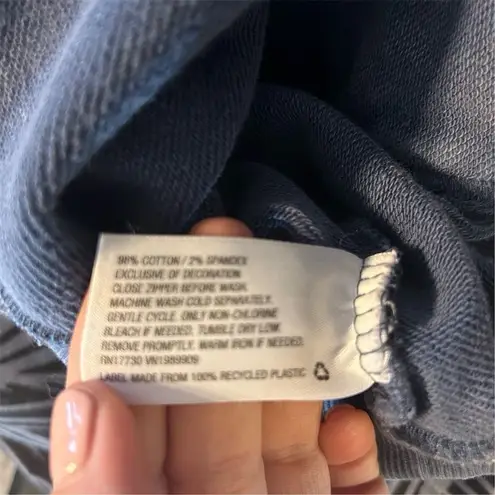 98% COTTON / 2% SPANDEX
EXCLUSIVE OF DECORATION
CLOSE ZIPPER BEFORE WASH.
MACHINE WASH COLD SEPARATELY.
GENTLE CYCLE. ONLY NON-CHLORINE
BLEACH IF NEEDED. TUMBLE DRY LOW.
REMOVE PROMPTLY. WARM IRON IF NEEDED.
RN17730 VN1989909
LABEL MADE FROM 100% RECYCLED PLASTIC